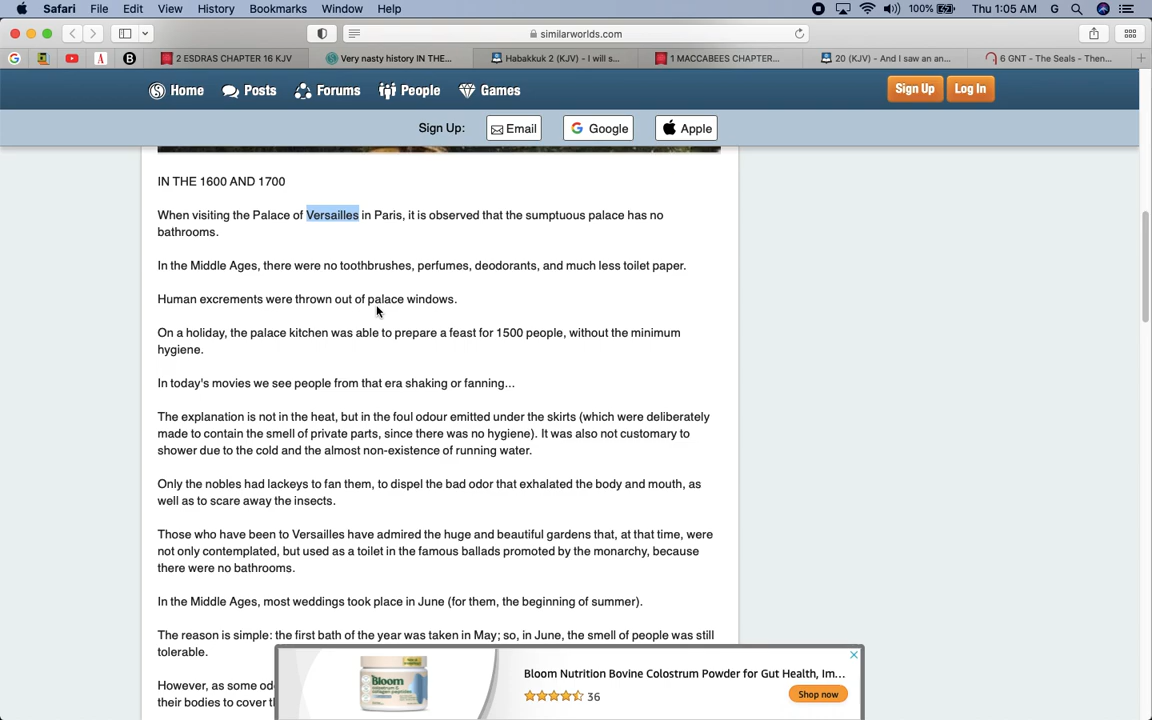 Safari File Edit View History Bookmarks Window Help 100% Thu 1:05 AM G
similarworlds.com
2 ESDRAS CHAPTER 16 KJV
Very nasty history IN THE...
Habakkuk 2 (KJV) - I will s...
1 MACCABEES CHAPTER...
20 (KJV) - And I saw an an...
6 GNT - The Seals - Then...
Home Posts Forums People Games Sign Up Log In
Sign Up: Email Google Apple
IN THE 1600 AND 1700
When visiting the Palace of Versailles in Paris, it is observed that the sumptuous palace has no
bathrooms.
In the Middle Ages, there were no toothbrushes, perfumes, deodorants, and much less toilet paper.
Human excrements were thrown out of palace windows.
On a holiday, the palace kitchen was able to prepare a feast for 1500 people, without the minimum
hygiene.
In today's movies we see people from that era shaking or fanning...
The explanation is not in the heat, but in the foul odour emitted under the skirts (which were deliberately
made to contain the smell of private parts, since there was no hygiene). It was also not customary to
shower due to the cold and the almost non-existence of running water.
Only the nobles had lackeys to fan them, to dispel the bad odor that exhalated the body and mouth, as
well as to scare away the insects.
Those who have been to Versailles have admired the huge and beautiful gardens that, at that time, were
not only contemplated, but used as a toilet in the famous ballads promoted by the monarchy, because
there were no bathrooms.
In the Middle Ages, most weddings took place in June (for them, the beginning of summer).
The reason is simple: the first bath of the year was taken in May; so, in June, the smell of people was still
tolerable.
However, as some
their bodies to cover
Bloom Nutrition Bovine Colostrum Powder for Gut Health, Im...
36
Shop now
Bloom